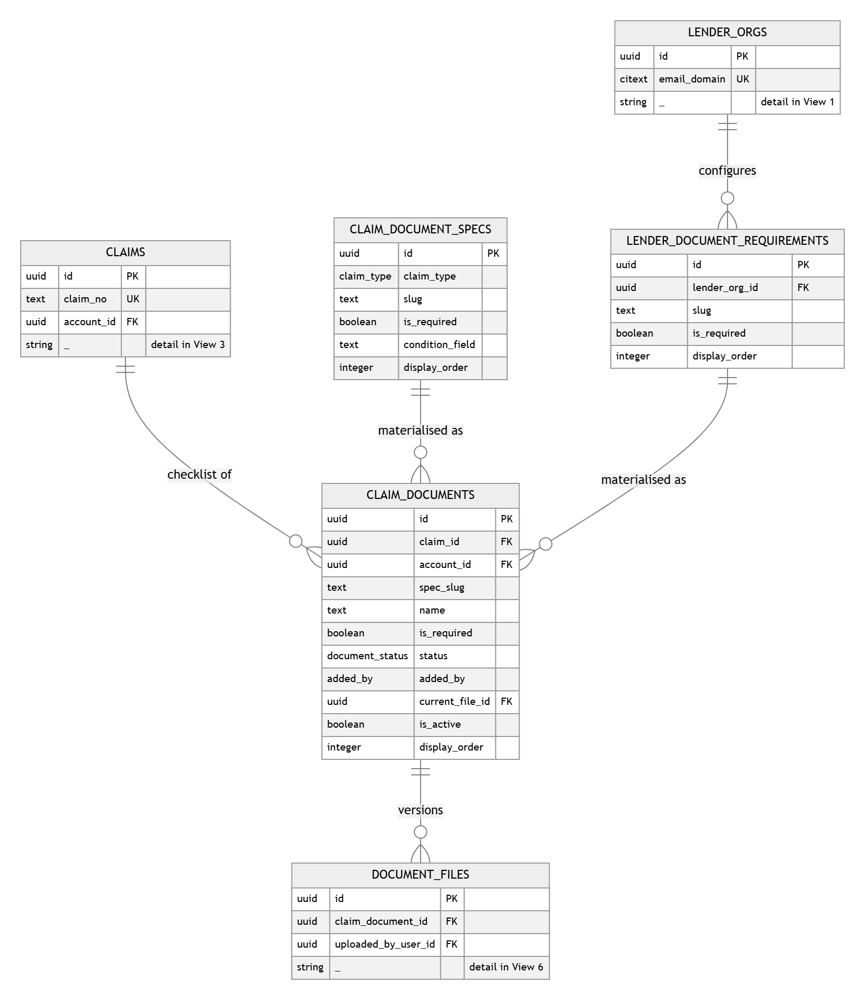 LENDER_ORGS
uuid id PK
citext email_domain UK
string _ detail in View 1
configures
CLAIMS
uuid id PK
text claim_no UK
uuid account_id FK
string _ detail in View 3
CLAIM_DOCUMENT_SPECS
uuid id PK
claim_type claim_type
text slug
boolean is_required
text condition_field
integer display_order
LENDER_DOCUMENT_REQUIREMENTS
uuid id PK
uuid lender_org_id FK
text slug
boolean is_required
integer display_order
checklist of
materialised as
materialised as
CLAIM_DOCUMENTS
uuid id PK
uuid claim_id FK
uuid account_id FK
text spec_slug
text name
boolean is_required
document_status status
added_by added_by
uuid current_file_id FK
boolean is_active
integer display_order
versions
DOCUMENT_FILES
uuid id PK
uuid claim_document_id FK
uuid uploaded_by_user_id FK
string _ detail in View 6